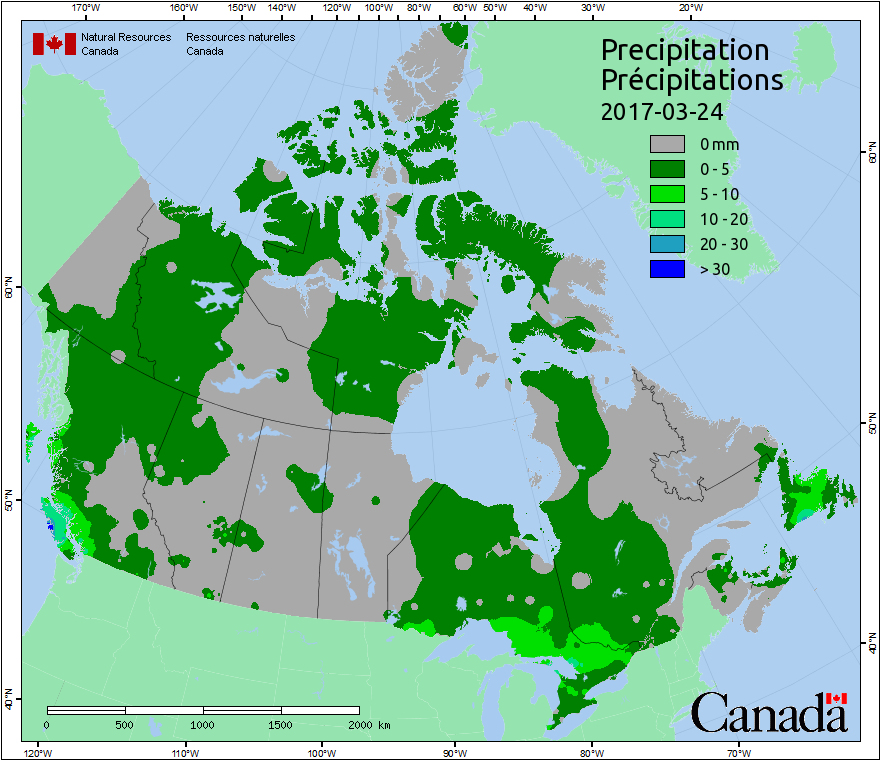 170°W 160°W 150°W 140°W 120°W 100°W 80°W 60°W 50°W 40°W 30°W 20°W
Natural Resources Canada
Ressources naturelles Canada
Precipitation
Précipitations
2017-03-24
0 mm
0 - 5
5 - 10
10 - 20
20 - 30
> 30
60°N
50°N
40°N
60°N
50°N
40°N
0 500 1000 1500 2000 km
Canada
120°W 110°W 100°W 90°W 80°W 70°W